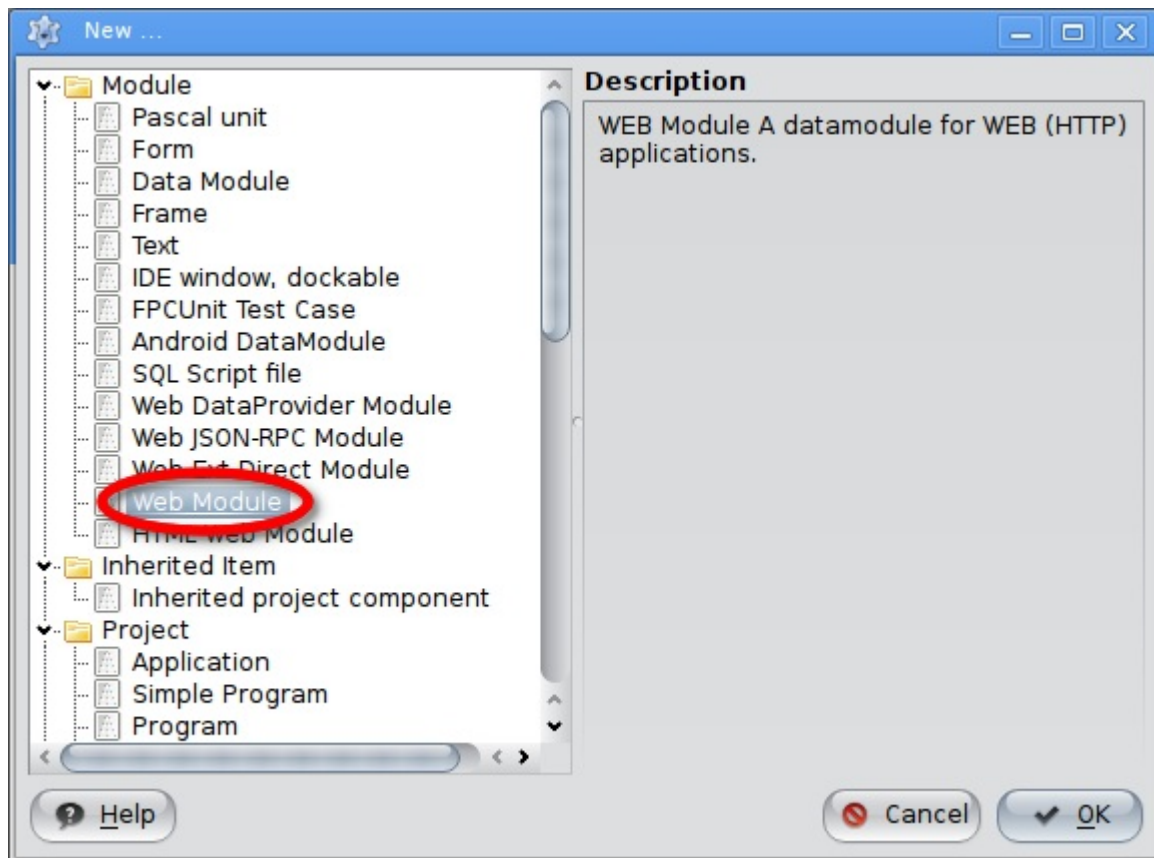 New ...
Module
Pascal unit
Form
Data Module
Frame
Text
IDE window, dockable
FPCUnit Test Case
Android DataModule
SQL Script file
Web DataProvider Module
Web JSON-RPC Module
Web Ext Direct Module
Web Module
HTML Web Module
Inherited Item
Inherited project component
Project
Application
Simple Program
Program
Description
WEB Module A datamodule for WEB (HTTP)
applications.
Help
Cancel
OK